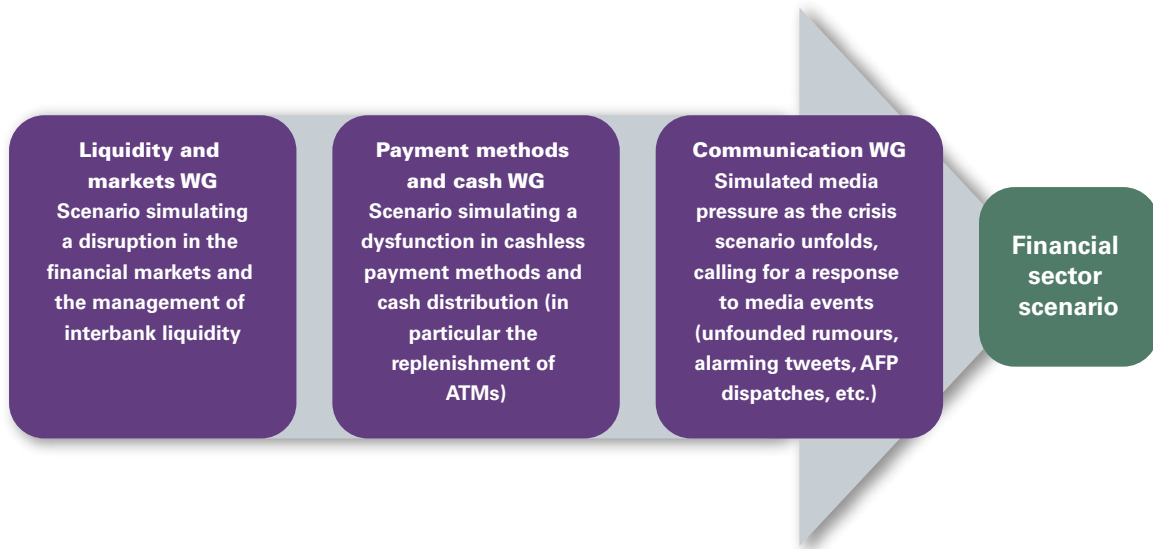 Liquidity and
markets WG
Scenario simulating
a disruption in the
financial markets and
the management of
interbank liquidity
Payment methods
and cash WG
Scenario simulating a
dysfunction in cashless
payment methods and
cash distribution (in
particular the
replenishment of
ATMs)
Communication WG
Simulated media
pressure as the crisis
scenario unfolds,
calling for a response
to media events
(unfounded rumours,
alarming tweets, AFP
dispatches, etc.)
Financial
sector
scenario